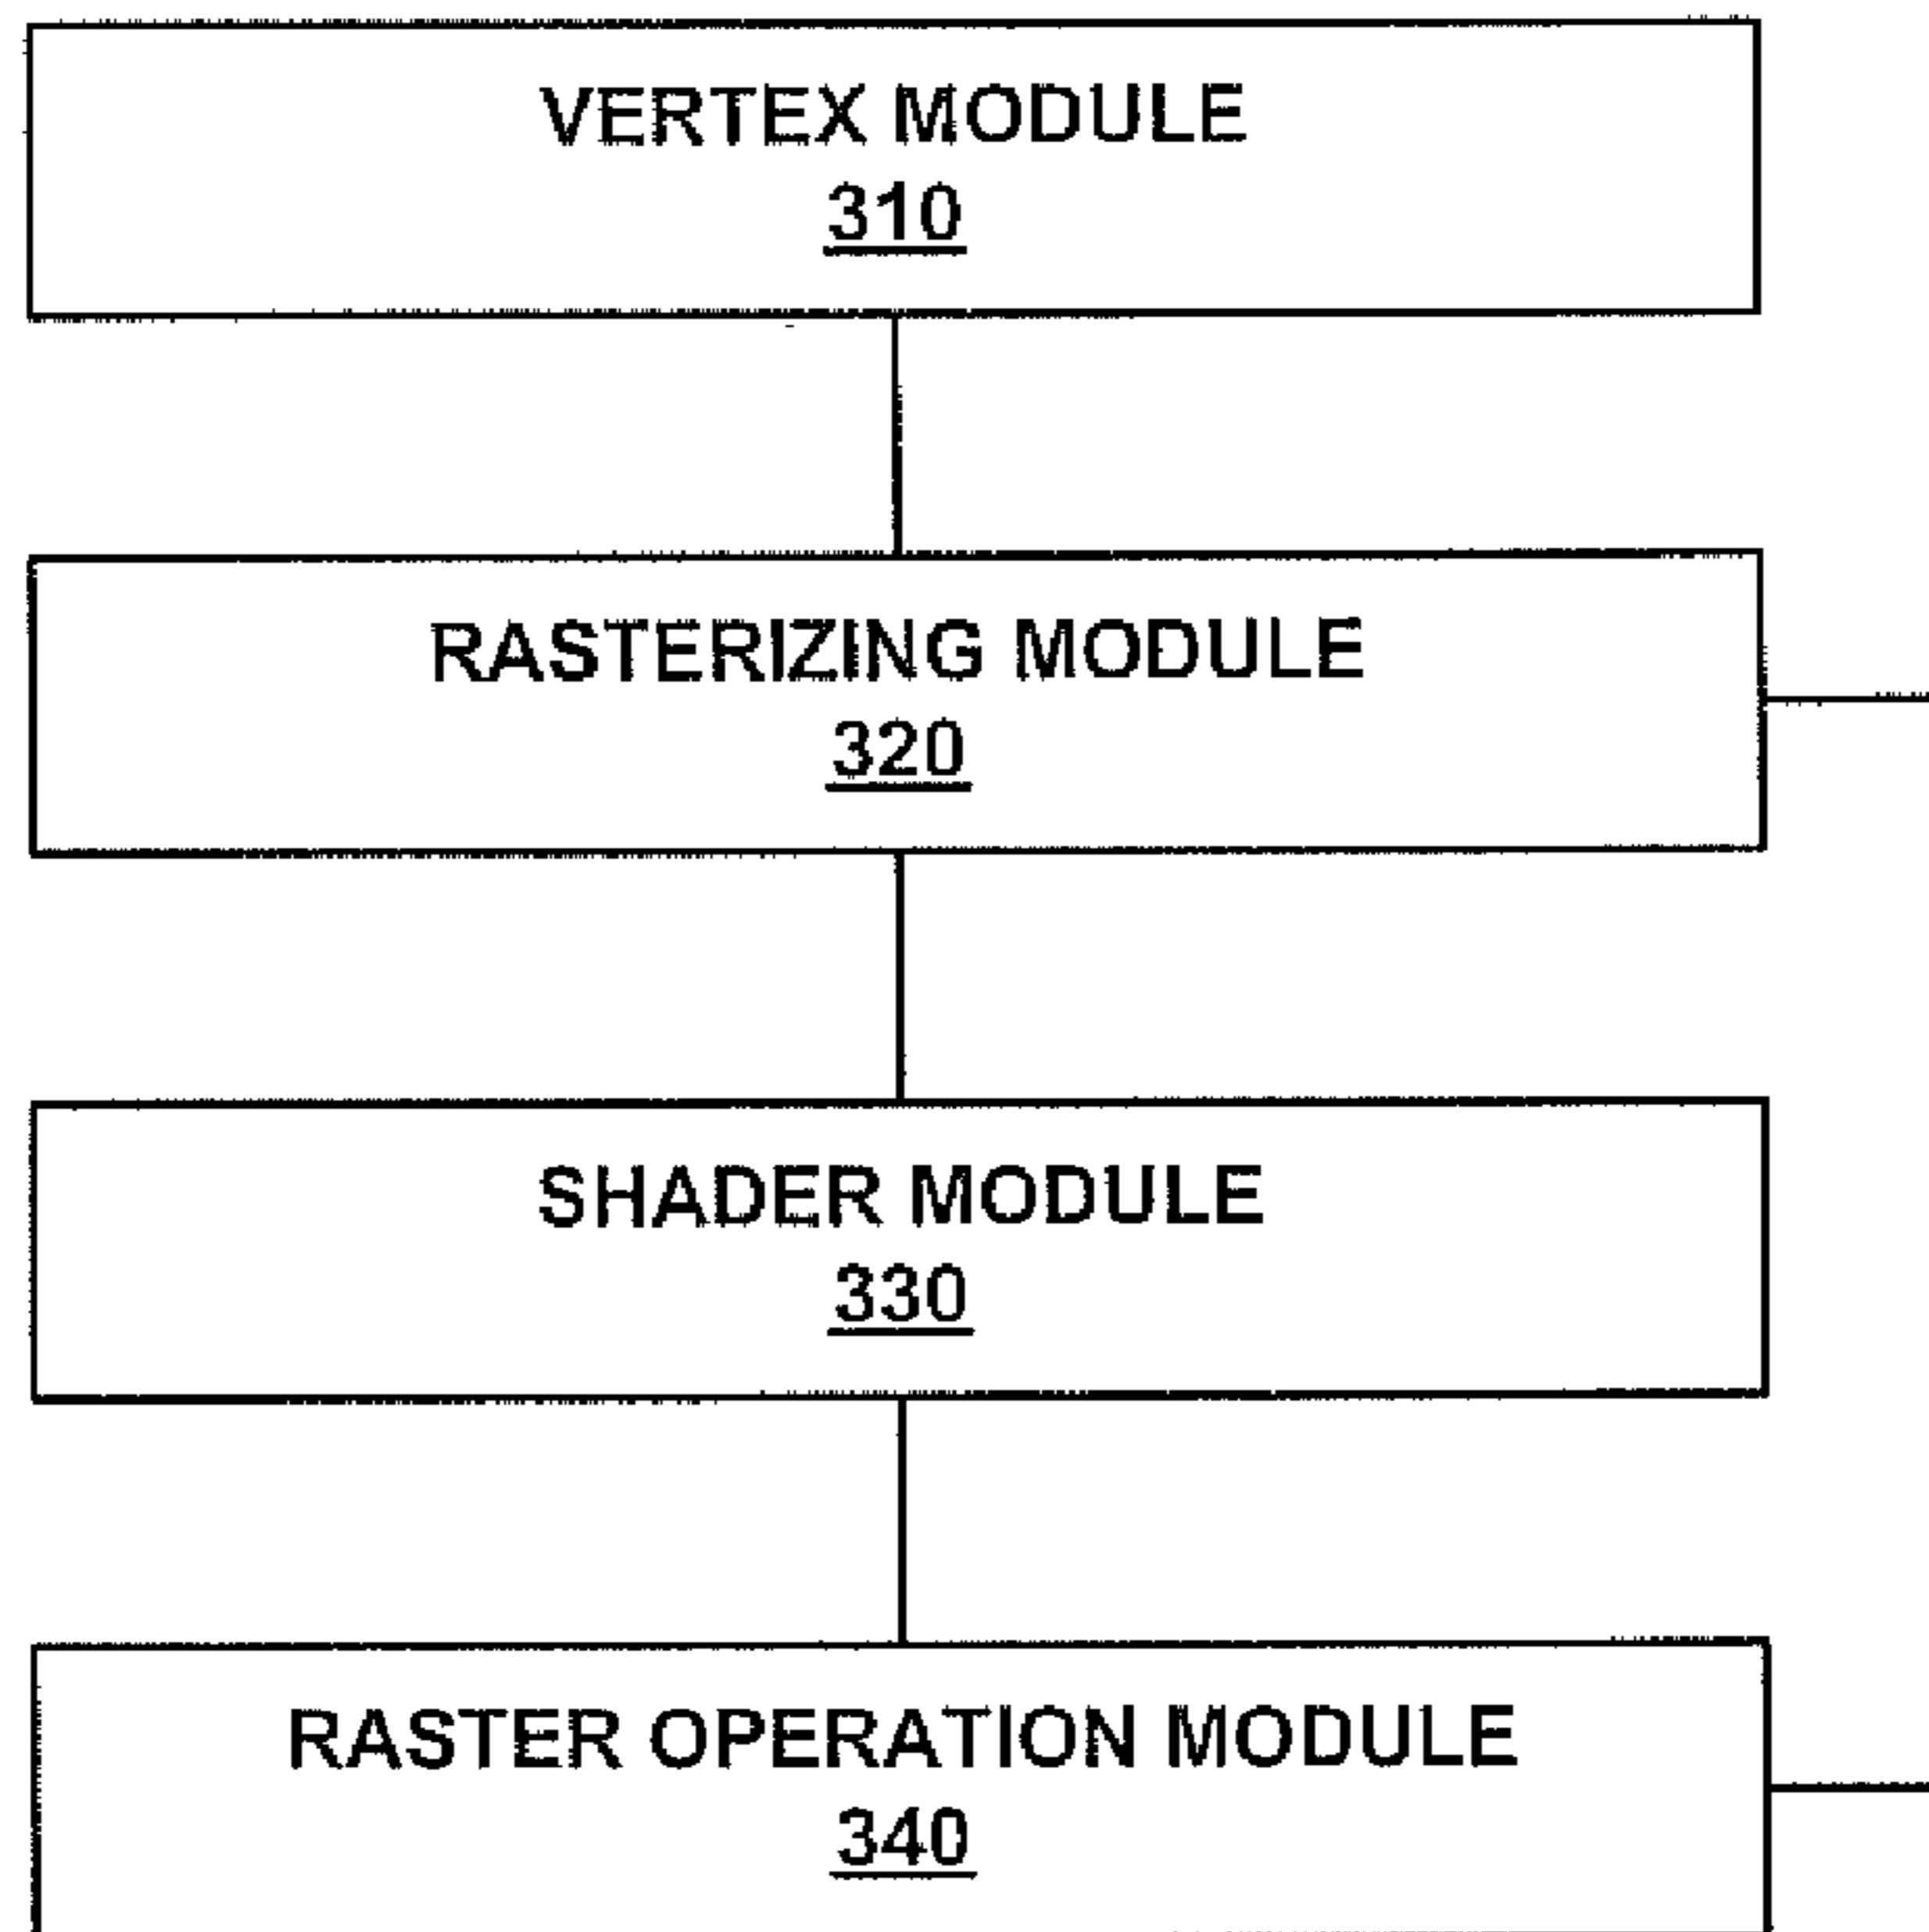 VERTEX MODULE
310
RASTERIZING MODULE
320
SHADER MODULE
330
RASTER OPERATION MODULE
340